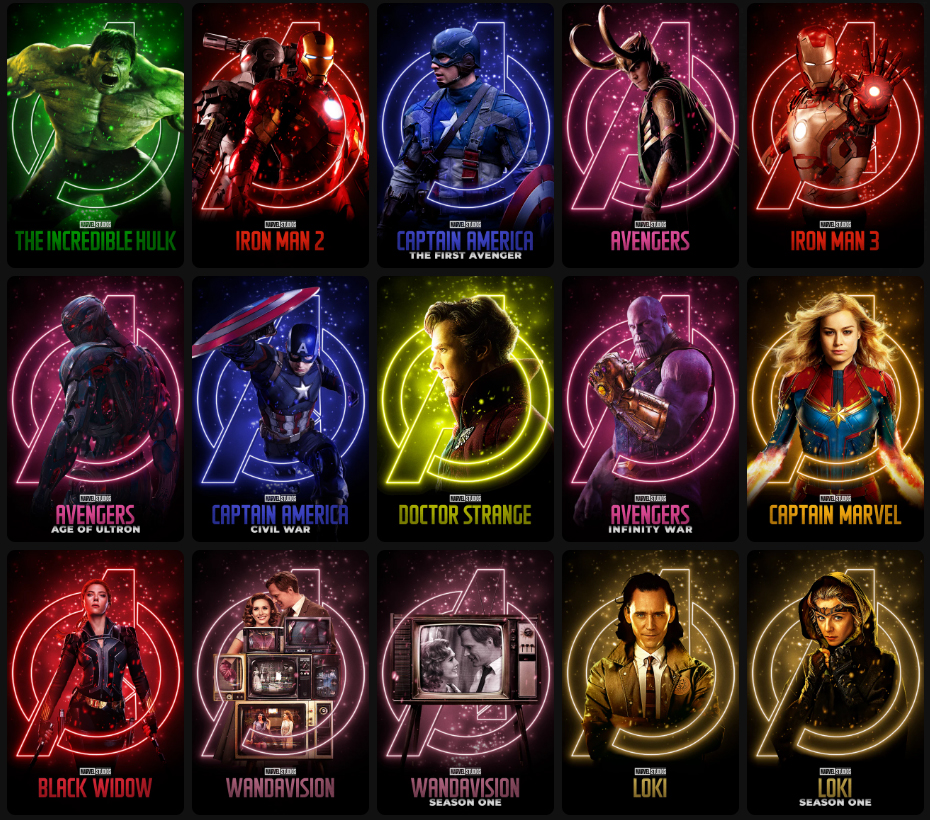 MARVEL STUDIOS
THE INCREDIBLE HULK
MARVEL STUDIOS
IRON MAN 2
MARVEL STUDIOS
CAPTAIN AMERICA
THE FIRST AVENGER
MARVEL STUDIOS
AVENGERS
MARVEL STUDIOS
IRON MAN 3
MARVEL STUDIOS
AVENGERS
AGE OF ULTRON
MARVEL STUDIOS
CAPTAIN AMERICA
CIVIL WAR
MARVEL STUDIOS
DOCTOR STRANGE
MARVEL STUDIOS
AVENGERS
INFINITY WAR
MARVEL STUDIOS
CAPTAIN MARVEL
MARVEL STUDIOS
BLACK WIDOW
MARVEL STUDIOS
WANDAVISION
MARVEL STUDIOS
WANDAVISION
SEASON ONE
MARVEL STUDIOS
LOKI
MARVEL STUDIOS
LOKI
SEASON ONE